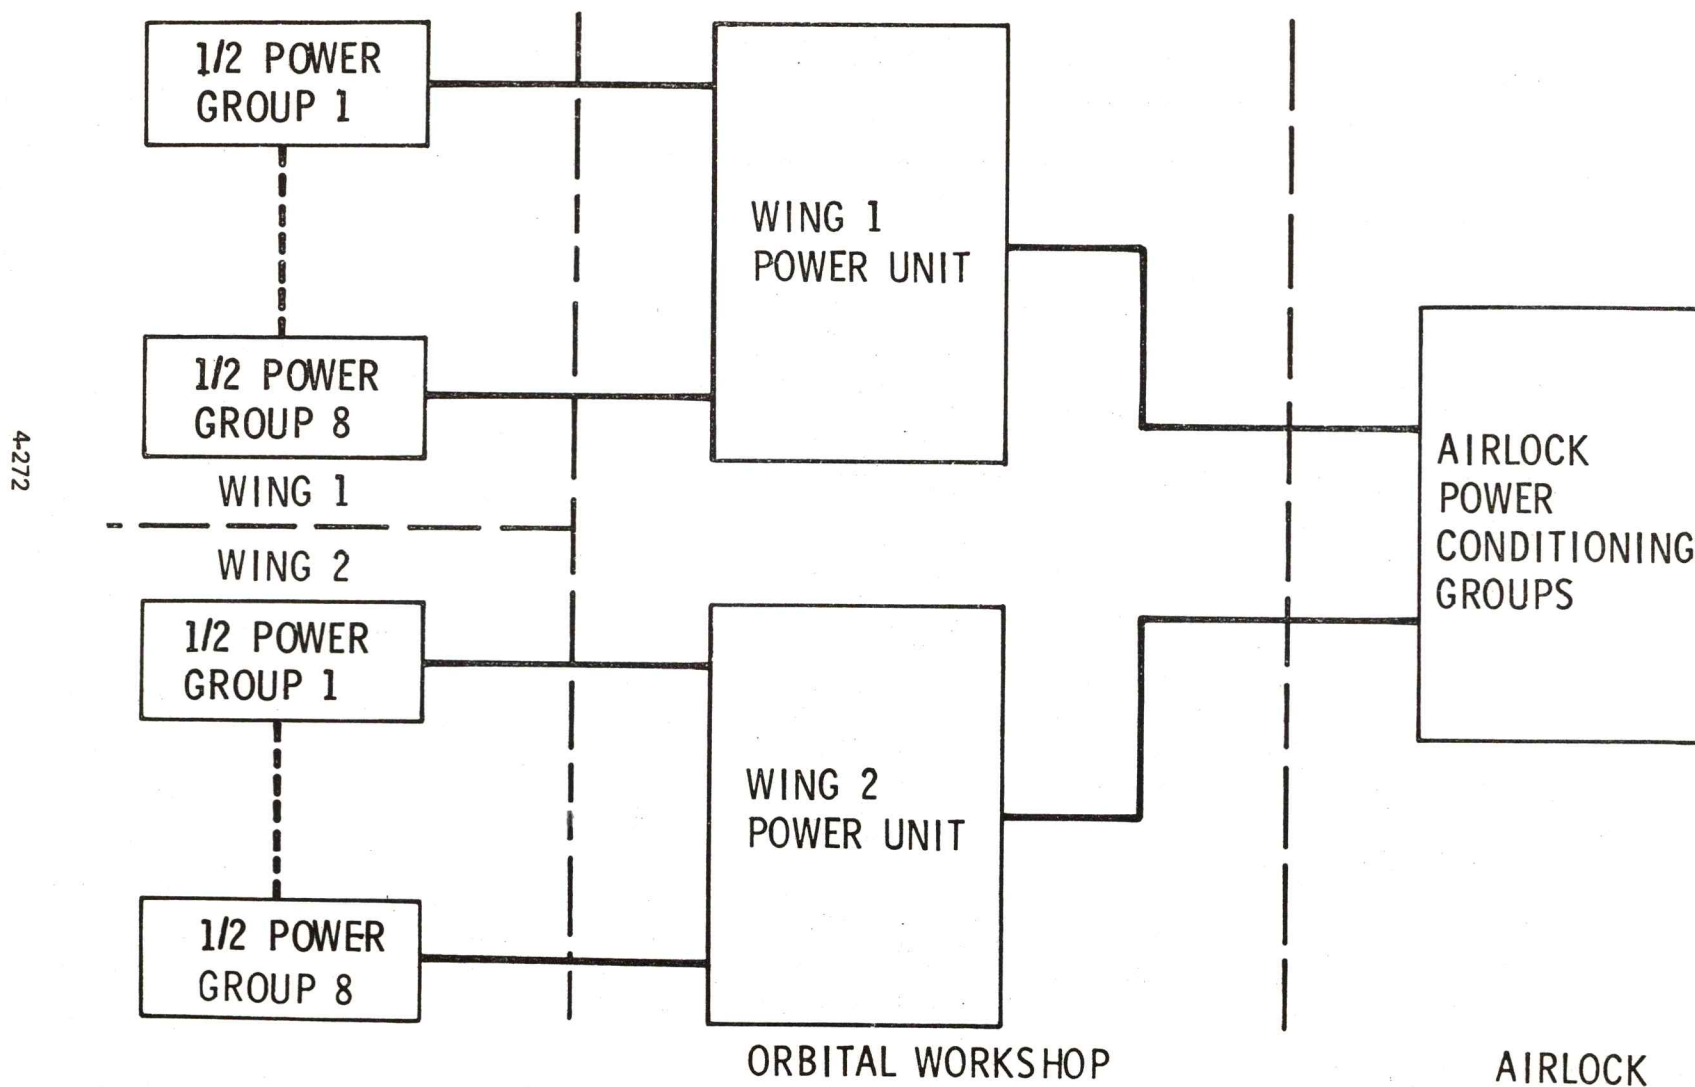 1/2 POWER
GROUP 1
1/2 POWER
GROUP 8
WING 1
WING 2
1/2 POWER
GROUP 1
1/2 POWER
GROUP 8
WING 1
POWER UNIT
WING 2
POWER UNIT
AIRLOCK
POWER
CONDITIONING
GROUPS
ORBITAL WORKSHOP
AIRLOCK
4-272